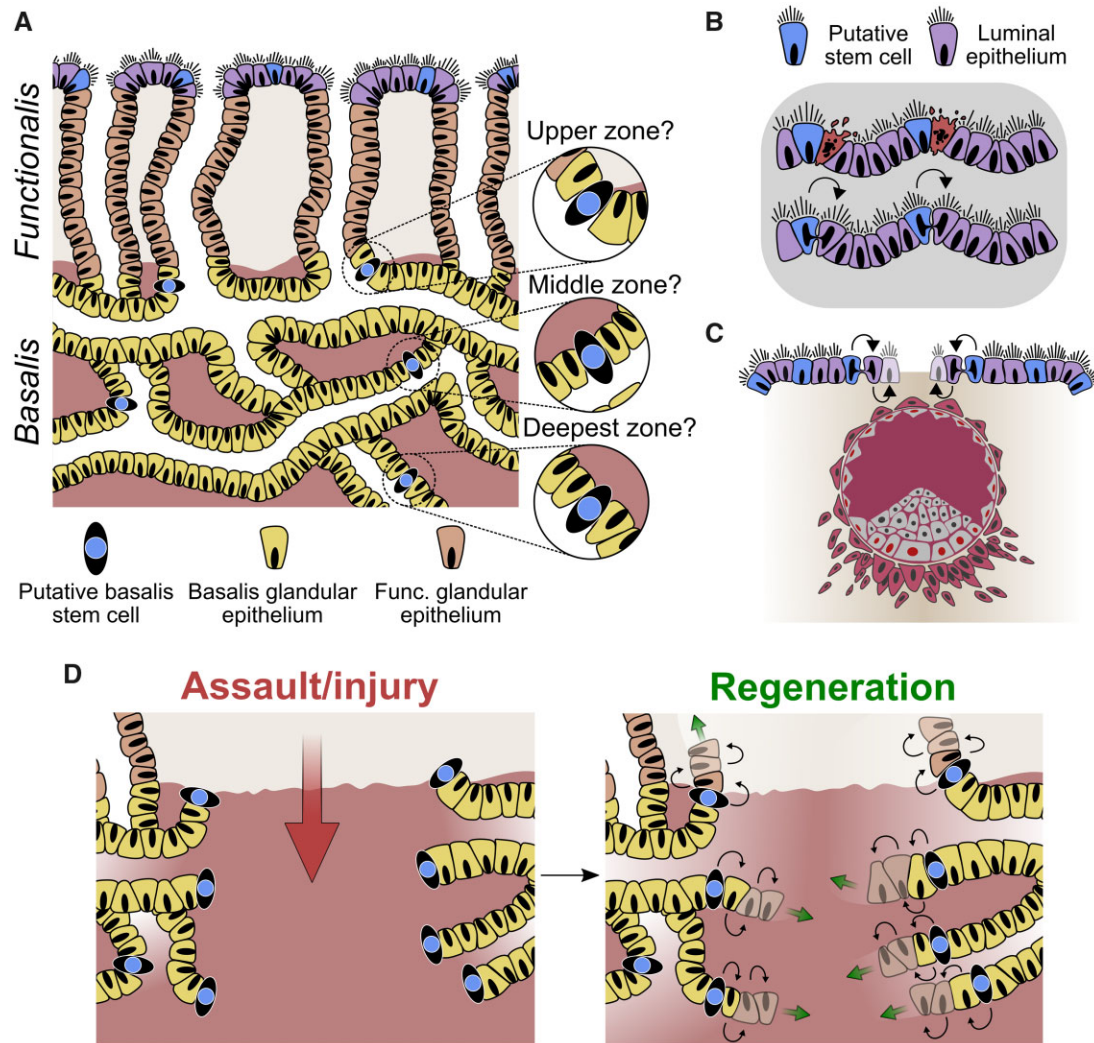 A
Functionalis
Basalis
Upper zone?
Middle zone?
Deepest zone?
Putative basalis
stem cell
Basalis glandular
epithelium
Func. glandular
epithelium
B
Putative
stem cell
Luminal
epithelium
C
D
Assault/injury
Regeneration